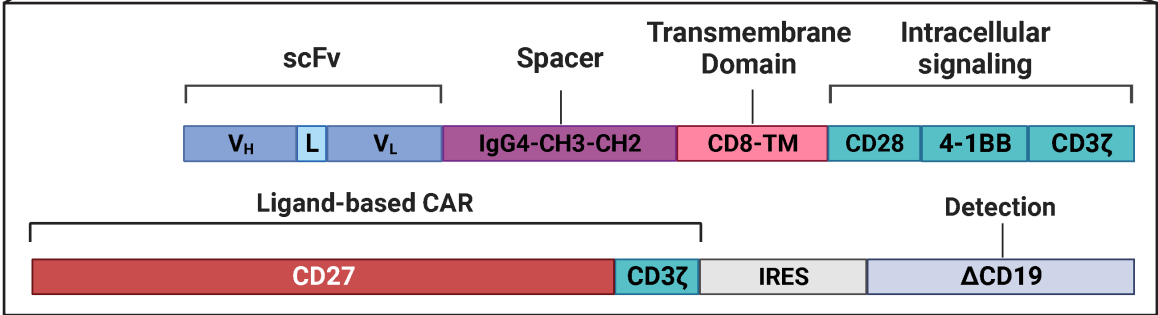 scFv
Spacer
Transmembrane
Domain
Intracellular
signaling
VH L VL IgG4-CH3-CH2 CD8-TM CD28 4-1BB CD3ζ
Ligand-based CAR
Detection
CD27 CD3ζ IRES ΔCD19